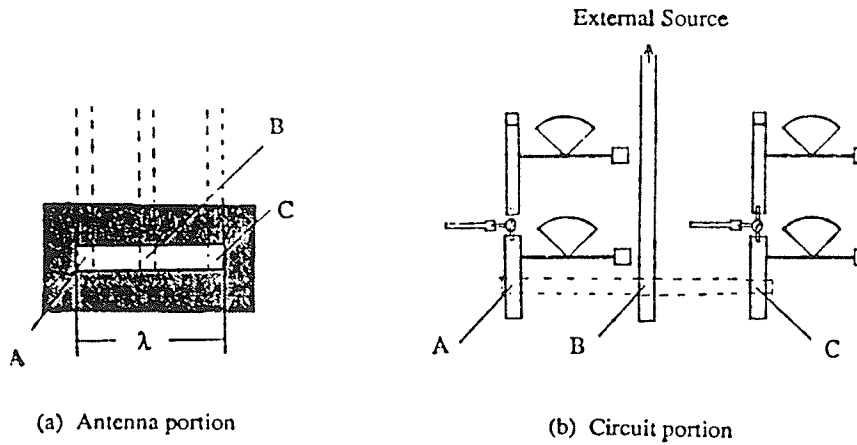 External Source
B
C
A
λ
(a) Antenna portion
A
B
C
(b) Circuit portion